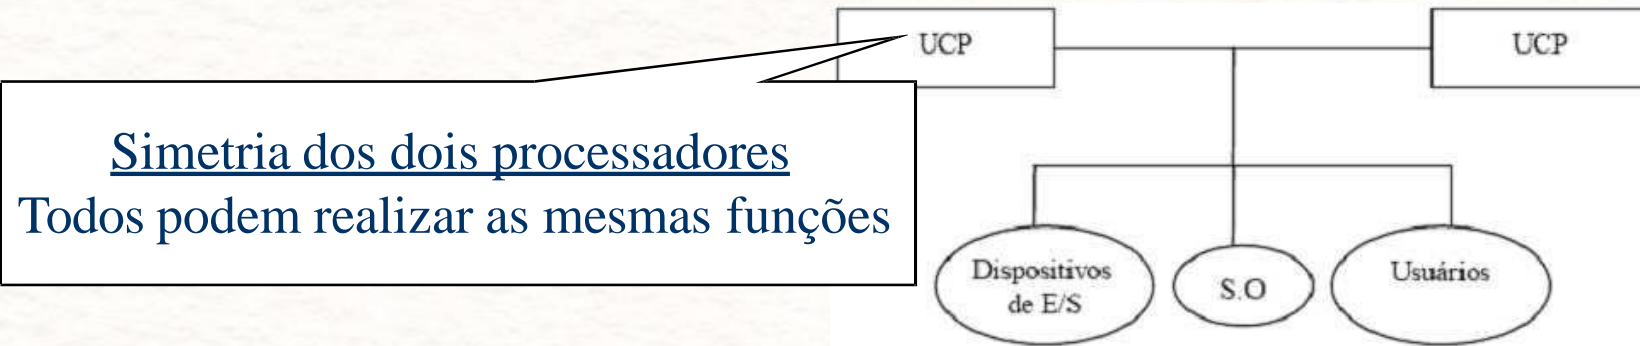 UCP
UCP
Simetria dos dois processadores
Todos podem realizar as mesmas funções
Dispositivos
de E/S
S.O
Usuários